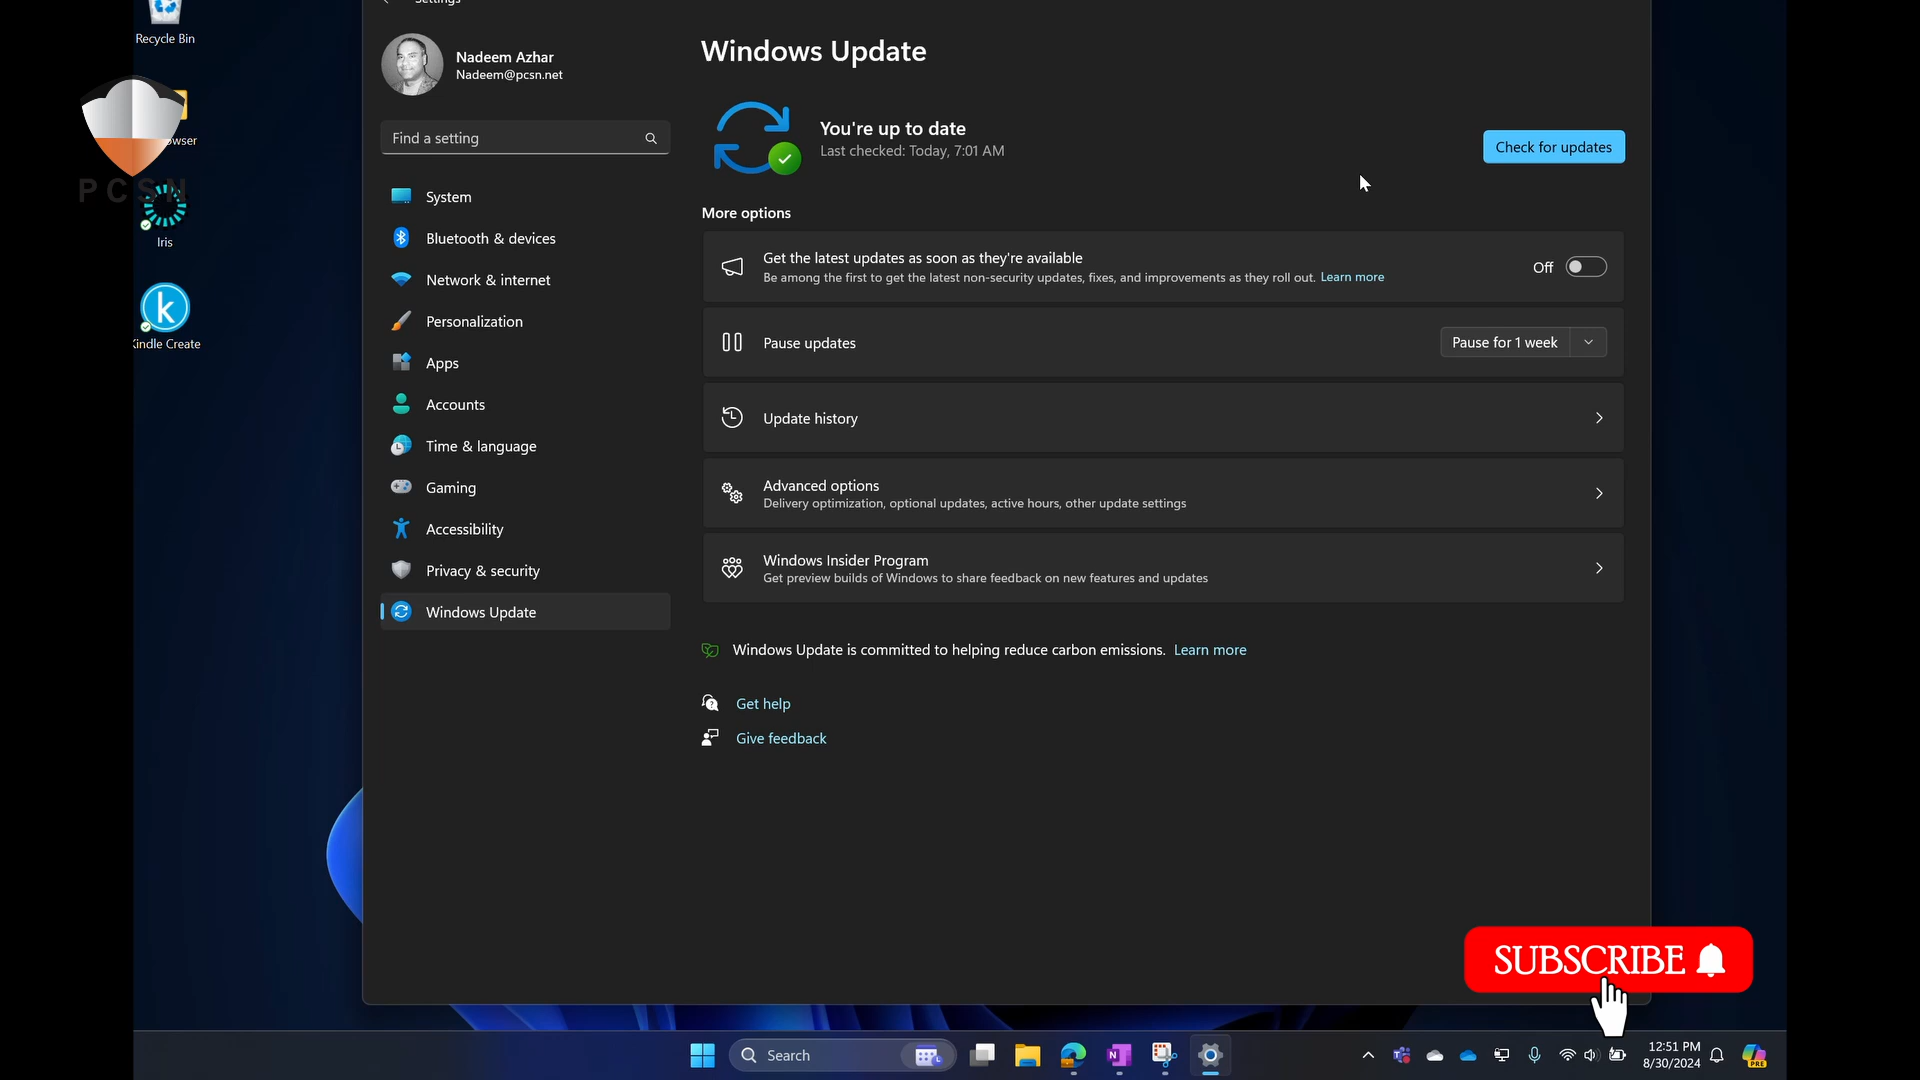 Recycle Bin
PCSN
owser
Iris
Kindle Create
Nadeem Azhar
Nadeem@pcsn.net
Find a setting
System
Bluetooth & devices
Network & internet
Personalization
Apps
Accounts
Time & language
Gaming
Accessibility
Privacy & security
Windows Update
Windows Update
You're up to date
Last checked: Today, 7:01 AM
Check for updates
More options
Get the latest updates as soon as they're available
Be among the first to get the latest non-security updates, fixes, and improvements as they roll out. Learn more
Off
Pause updates
Pause for 1 week
Update history
Advanced options
Delivery optimization, optional updates, active hours, other update settings
Windows Insider Program
Get preview builds of Windows to share feedback on new features and updates
Windows Update is committed to helping reduce carbon emissions. Learn more
Get help
Give feedback
SUBSCRIBE
Search
12:51 PM
8/30/2024
PRE